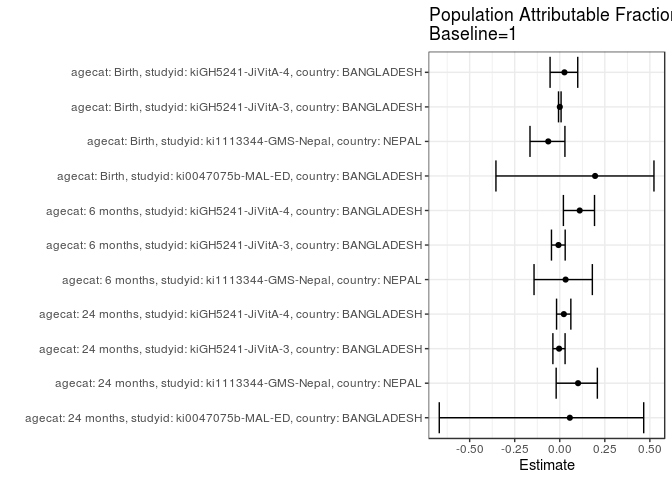 Population Attributable Fractio
Baseline=1
agecat: Birth, studyid: kiGH5241-JiVitA-4, country: BANGLADESH
agecat: Birth, studyid: kiGH5241-JiVitA-3, country: BANGLADESH
agecat: Birth, studyid: ki1113344-GMS-Nepal, country: NEPAL
agecat: Birth, studyid: ki0047075b-MAL-ED, country: BANGLADESH
agecat: 6 months, studyid: kiGH5241-JiVitA-4, country: BANGLADESH
agecat: 6 months, studyid: kiGH5241-JiVitA-3, country: BANGLADESH
agecat: 6 months, studyid: ki1113344-GMS-Nepal, country: NEPAL
agecat: 24 months, studyid: kiGH5241-JiVitA-4, country: BANGLADESH
agecat: 24 months, studyid: kiGH5241-JiVitA-3, country: BANGLADESH
agecat: 24 months, studyid: ki1113344-GMS-Nepal, country: NEPAL
agecat: 24 months, studyid: ki0047075b-MAL-ED, country: BANGLADESH
-0.50 -0.25 0.00 0.25 0.50
Estimate